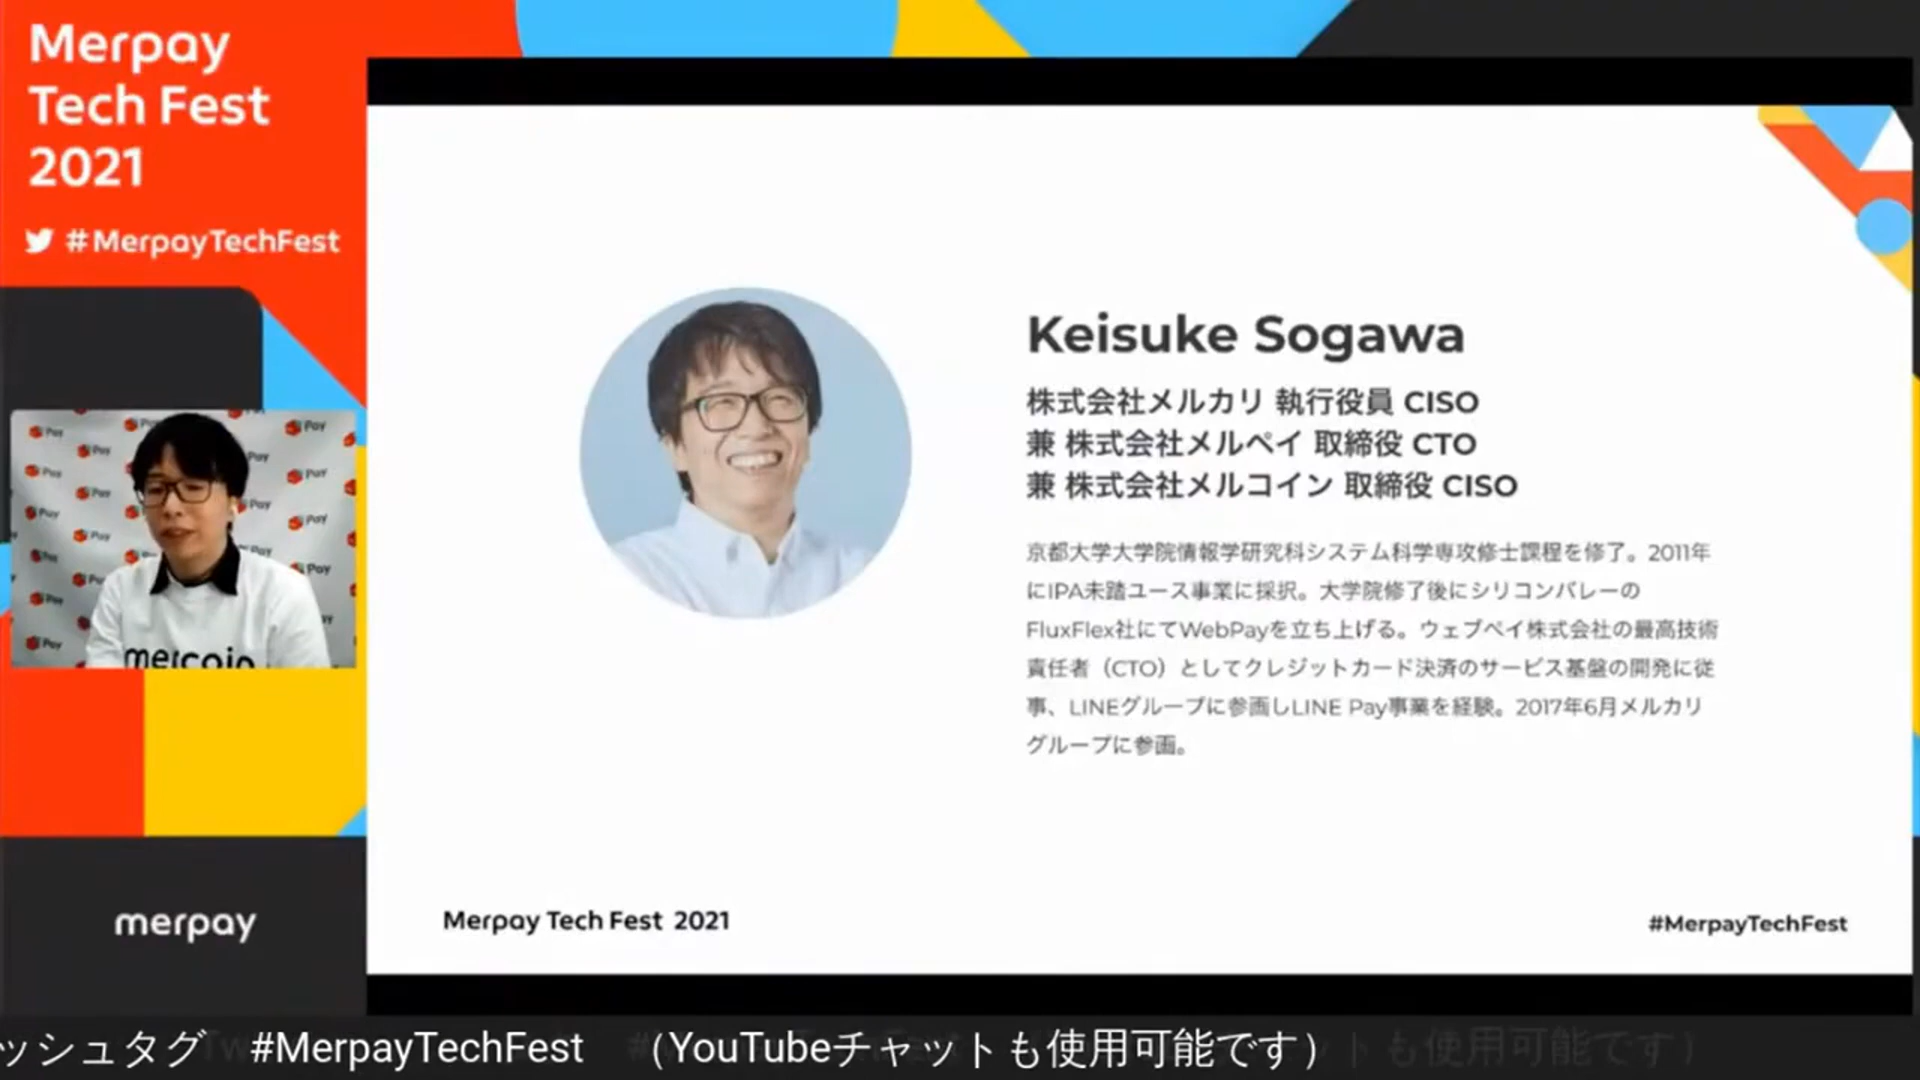 Merpay
Tech Fest
2021
#MerpayTechFest
Keisuke Sogawa
株式会社メルカリ 執行役員 CISO
兼 株式会社メルペイ 取締役 CTO
兼 株式会社メルコイン 取締役 CISO
京都大学大学院情報学研究科システム科学専攻修士課程を修了。2011年
にIPA未踏ユース事業に採択。大学院修了後にシリコンバレーの
FluxFlex社にてWebPayを立ち上げる。ウェブペイ株式会社の最高技術
責任者（CTO）としてクレジットカード決済のサービス基盤の開発に従
事、LINEグループに参画しLINE Pay事業を経験。2017年6月メルカリ
グループに参画。
Pay
mercoin
merpay
Merpay Tech Fest 2021
#MerpayTechFest
ッシュタグ #MerpayTechFest （YouTubeチャットも使用可能です）